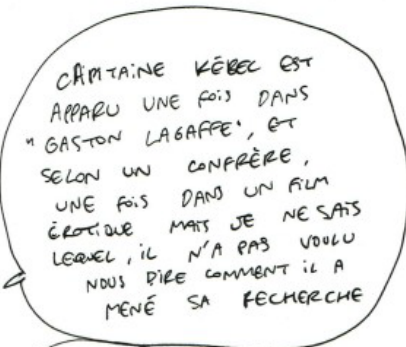 CAPITAINE KÉBEC EST
APPARU UNE FOIS DANS
"GASTON LAGAFFE", ET
SELON UN CONFRÈRE,
UNE FOIS DANS UN FILM
ÉROTIQUE MAIS JE NE SAIS
LEQUEL, IL N'A PAS VOULU
NOUS DIRE COMMENT IL A
MENÉ SA RECHERCHE